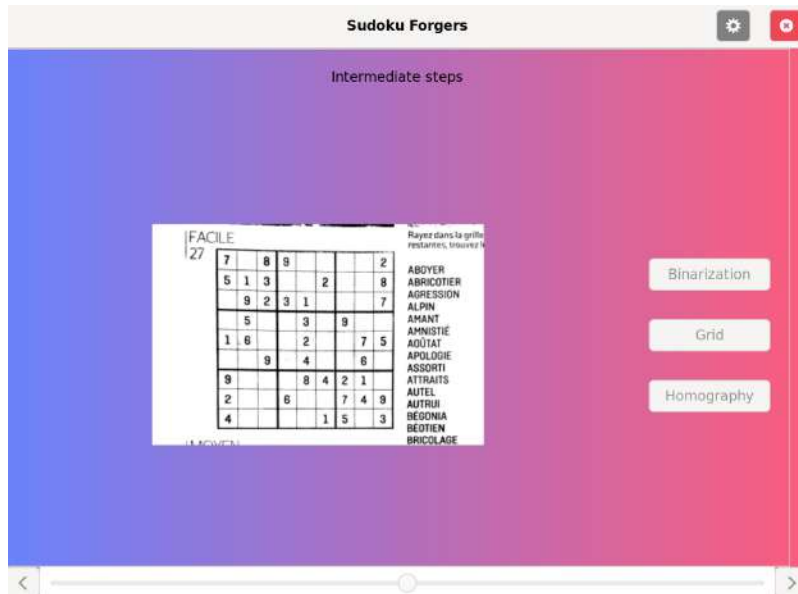 Sudoku Forgers
Intermediate steps
FACILE
27
7 8 9 2
5 1 3 2 8
9 2 3 1 7
5 3 9
1 6 2 7 5
9 4 6
9 8 4 2 1
2 6 7 4 9
4 1 5 3
Rayez dans la grille
restantes, trouvez
ABOYER
ABRICOTIER
AGRESSION
ALPIN
AMANT
AMNISTIÉ
AOÛTAT
APOLOGIE
ASSORTI
ATTRAITS
AUTEL
AUTRUI
BÉGONIA
BÉOTIEN
BRICOLAGE
Binarization
Grid
Homography